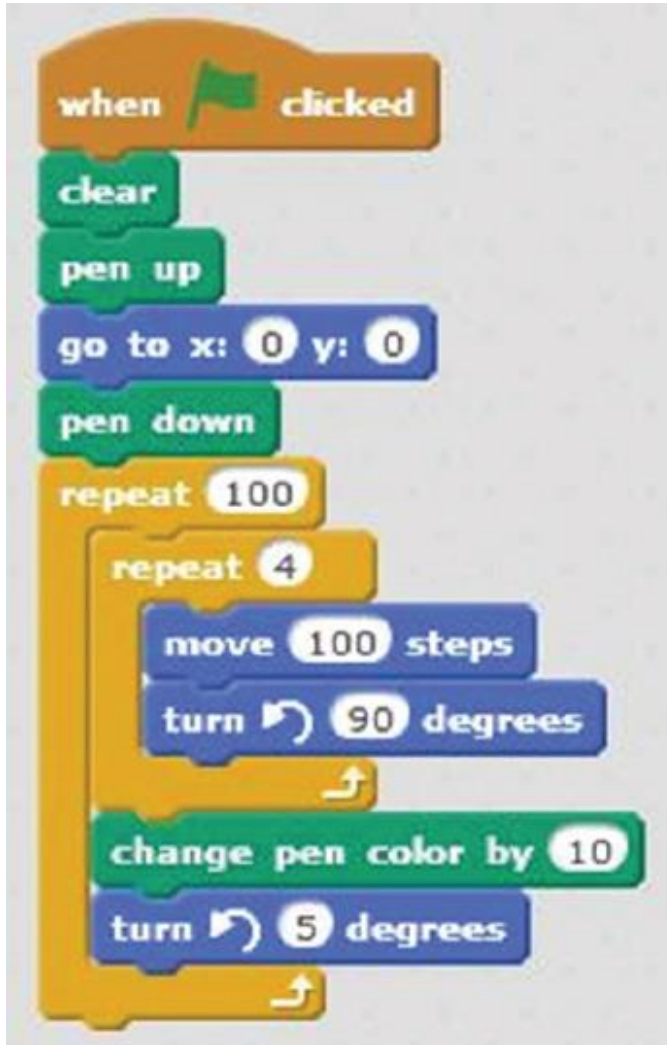 when clicked
clear
pen up
go to x: 0 y: 0
pen down
repeat 100
repeat 4
move 100 steps
turn 90 degrees
change pen color by 10
turn 5 degrees